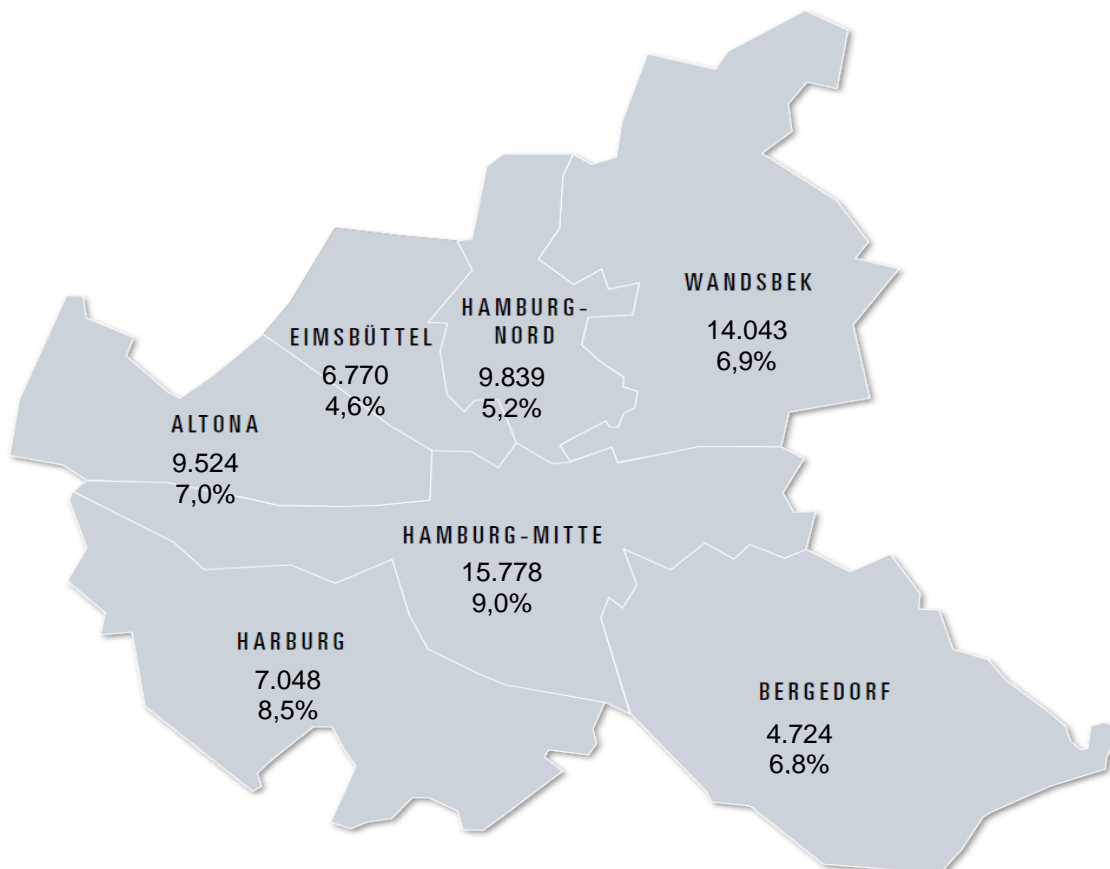 WANDSBEK
14.043
6,9%
HAMBURG-
NORD
9.839
5,2%
EIMSBÜTTEL
6.770
4,6%
ALTONA
9.524
7,0%
HAMBURG-MITTE
15.778
9,0%
HARBURG
7.048
8,5%
BERGEDORF
4.724
6,8%